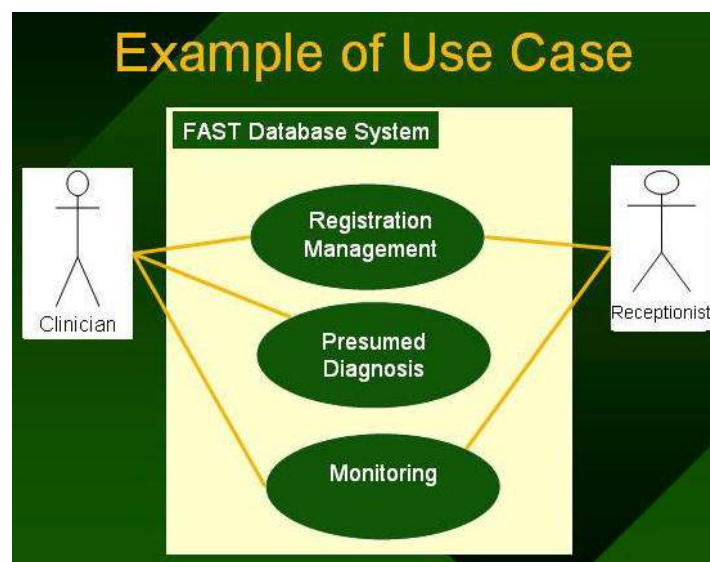 Example of Use Case
FAST Database System
Registration
Management
Clinician
Receptionist
Presumed
Diagnosis
Monitoring